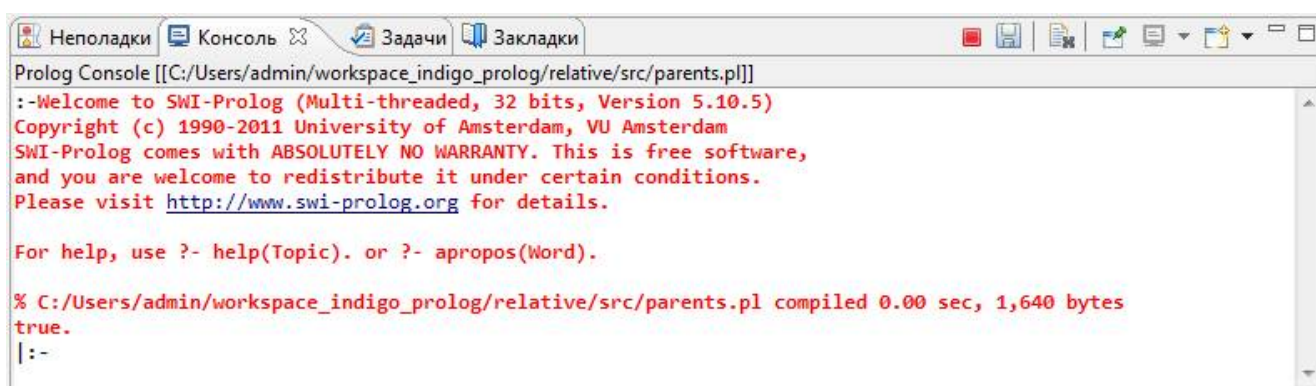 Неполадки Консоль Задачи Закладки
Prolog Console [[C:/Users/admin/workspace_indigo_prolog/relative/src/parents.pl]]
:-Welcome to SWI-Prolog (Multi-threaded, 32 bits, Version 5.10.5)
Copyright (c) 1990-2011 University of Amsterdam, VU Amsterdam
SWI-Prolog comes with ABSOLUTELY NO WARRANTY. This is free software,
and you are welcome to redistribute it under certain conditions.
Please visit http://www.swi-prolog.org for details.
For help, use ?- help(Topic). or ?- apropos(Word).
% C:/Users/admin/workspace_indigo_prolog/relative/src/parents.pl compiled 0.00 sec, 1,640 bytes
true.
|:-